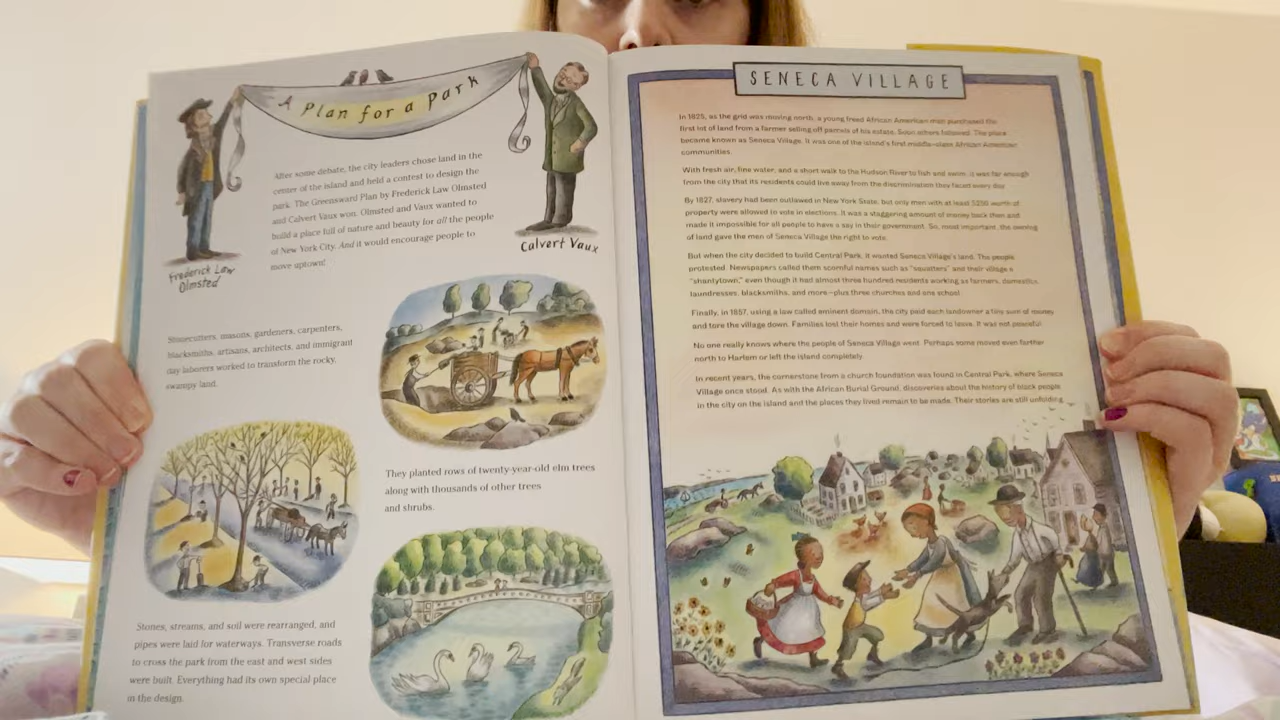 A Plan for a Park
Frederick Law
Olmsted
Calvert Vaux
After some debate, the city leaders chose land in the
center of the island and held a contest to design the
park. The Greensward Plan by Frederick Law Olmsted
and Calvert Vaux won. Olmsted and Vaux wanted to
build a place full of nature and beauty for all the people
of New York City. And it would encourage people to
move uptown!
Stonecutters, masons, gardeners, carpenters,
blacksmiths, artisans, architects, and immigrant
day laborers worked to transform the rocky,
swampy land.
They planted rows of twenty-year-old elm trees
along with thousands of other trees
and shrubs.
Stones, streams, and soil were rearranged, and
pipes were laid for waterways. Transverse roads
to cross the park from the east and west sides
were built. Everything had its own special place
in the design.
SENECA VILLAGE
In 1825, as the grid was moving north, a young freed African American man purchased the
first lot of land from a farmer selling off parcels of his estate. Soon others followed. The place
became known as Seneca Village. It was one of the island's first middle-class African American
communities.
With fresh air, fine water, and a short walk to the Hudson River to fish and swim, it was far enough
from the city that its residents could live away from the discrimination they faced every day.
By 1827, slavery had been outlawed in New York State, but only men with at least $250 worth of
property were allowed to vote in elections. It was a staggering amount of money back then and
made it impossible for all people to have a say in their government. So, most important, the owning
of land gave the men of Seneca Village the right to vote.
But when the city decided to build Central Park, it wanted Seneca Village's land. The people
protested. Newspapers called them scornful names such as "squatters" and their village a
"shantytown," even though it had almost three hundred residents working as farmers, domestics,
laundresses, blacksmiths, and more—plus three churches and one school.
Finally, in 1857, using a law called eminent domain, the city paid each landowner a tiny sum of money
and tore the village down. Families lost their homes and were forced to leave. It was not peaceful.
No one really knows where the people of Seneca Village went. Perhaps some moved even farther
north to Harlem or left the island completely.
In recent years, the cornerstone from a church foundation was found in Central Park, where Seneca
Village once stood. As with the African Burial Ground, discoveries about the history of black people
in the city on the island and the places they lived remain to be made. Their stories are still unfolding.